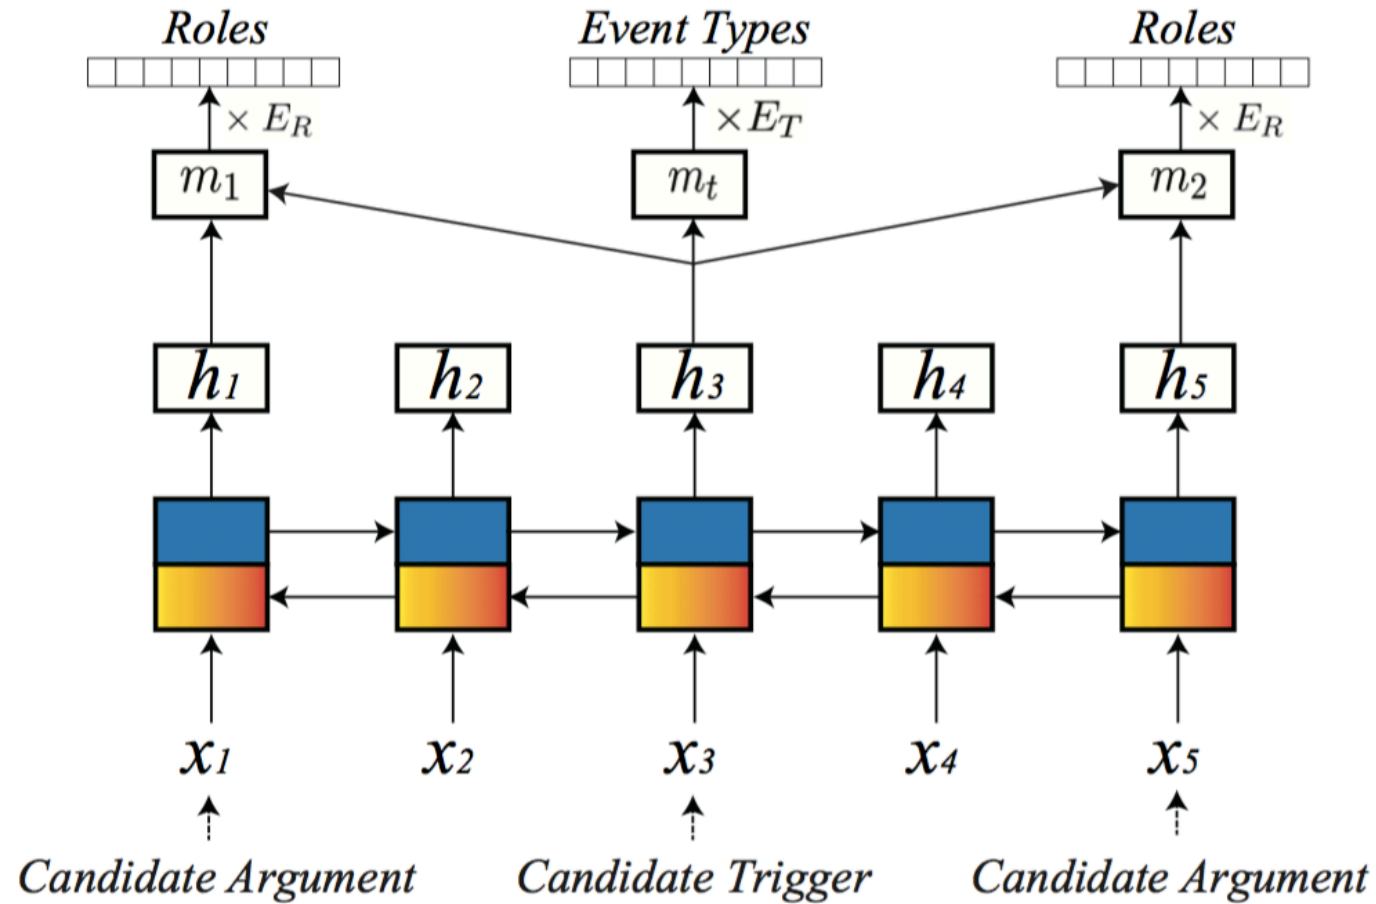 Roles Event Types Roles
× E_R ×E_T × E_R
m_1 m_t m_2
h_1 h_2 h_3 h_4 h_5
x_1 x_2 x_3 x_4 x_5
Candidate Argument Candidate Trigger Candidate Argument